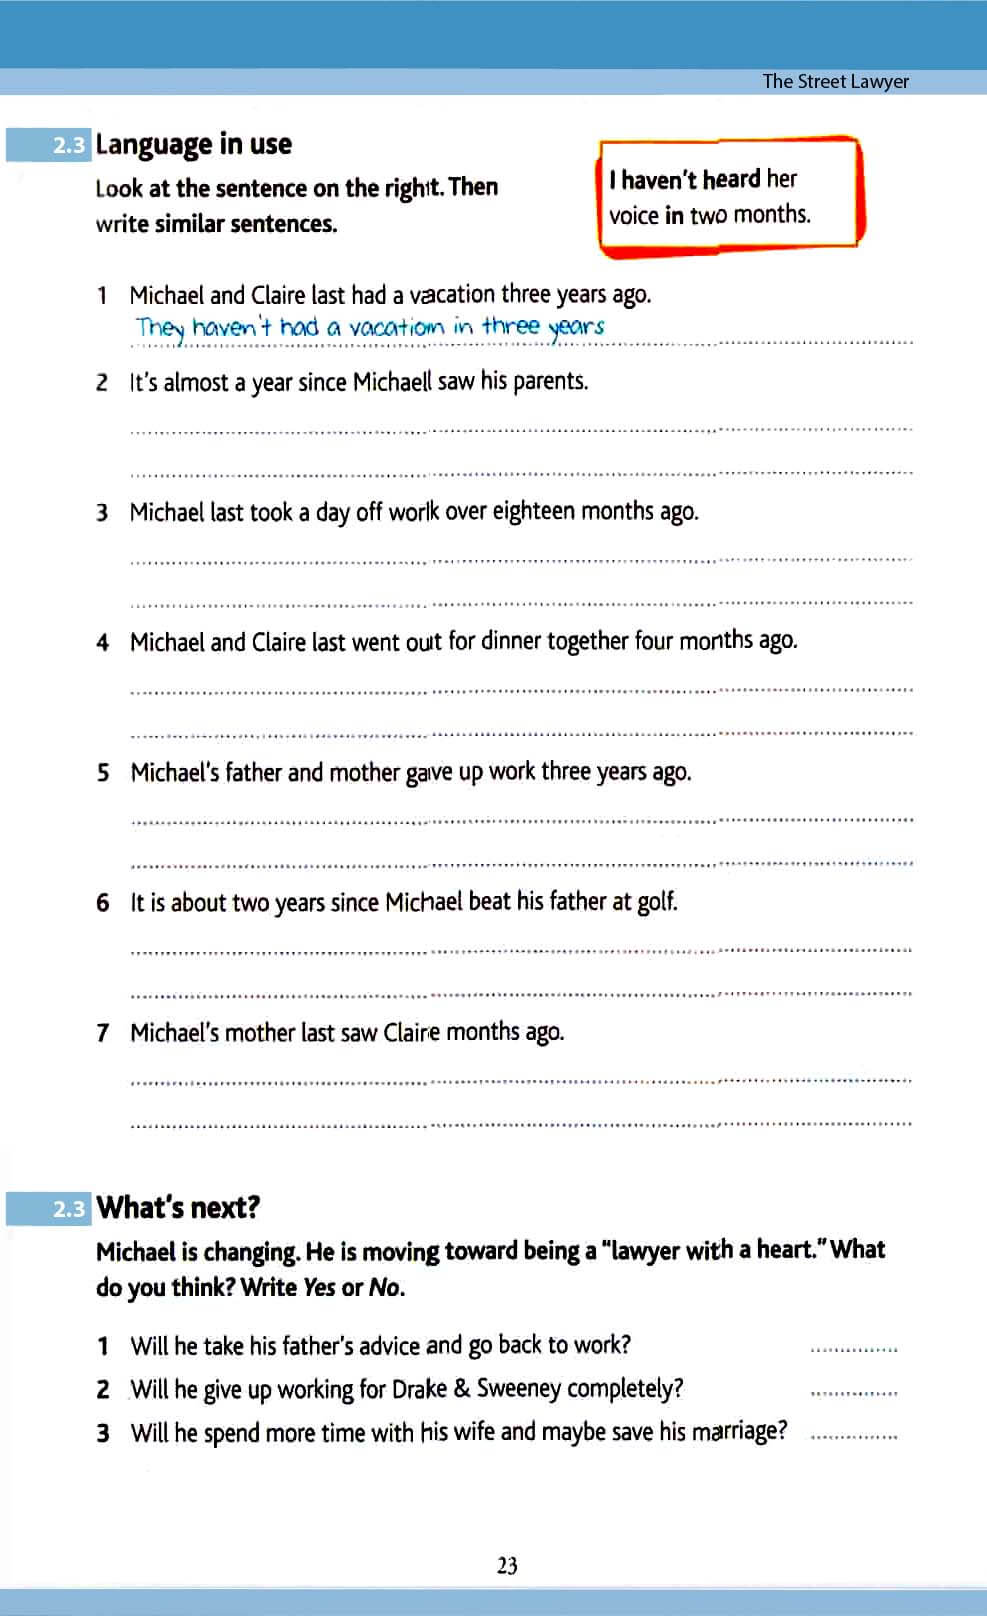 The Street Lawyer
2.3 Language in use
Look at the sentence on the right. Then
write similar sentences.
I haven't heard her
voice in two months.
1 Michael and Claire last had a vacation three years ago.
They haven't had a vacation in three years
2 It's almost a year since Michael saw his parents.
3 Michael last took a day off work over eighteen months ago.
4 Michael and Claire last went out for dinner together four months ago.
5 Michael's father and mother gave up work three years ago.
6 It is about two years since Michael beat his father at golf.
7 Michael's mother last saw Claire months ago.
2.3 What's next?
Michael is changing. He is moving toward being a "lawyer with a heart." What
do you think? Write Yes or No.
1 Will he take his father's advice and go back to work?
2 Will he give up working for Drake & Sweeney completely?
3 Will he spend more time with his wife and maybe save his marriage?
23